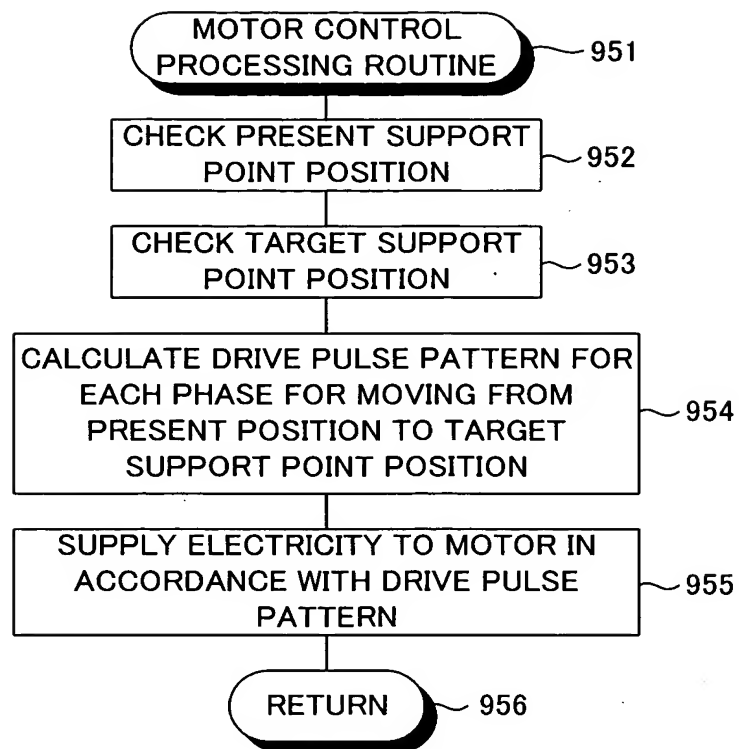 MOTOR CONTROL
PROCESSING ROUTINE
951
CHECK PRESENT SUPPORT
POINT POSITION
952
CHECK TARGET SUPPORT
POINT POSITION
953
CALCULATE DRIVE PULSE PATTERN FOR
EACH PHASE FOR MOVING FROM
PRESENT POSITION TO TARGET
SUPPORT POINT POSITION
954
SUPPLY ELECTRICITY TO MOTOR IN
ACCORDANCE WITH DRIVE PULSE
PATTERN
955
RETURN
956